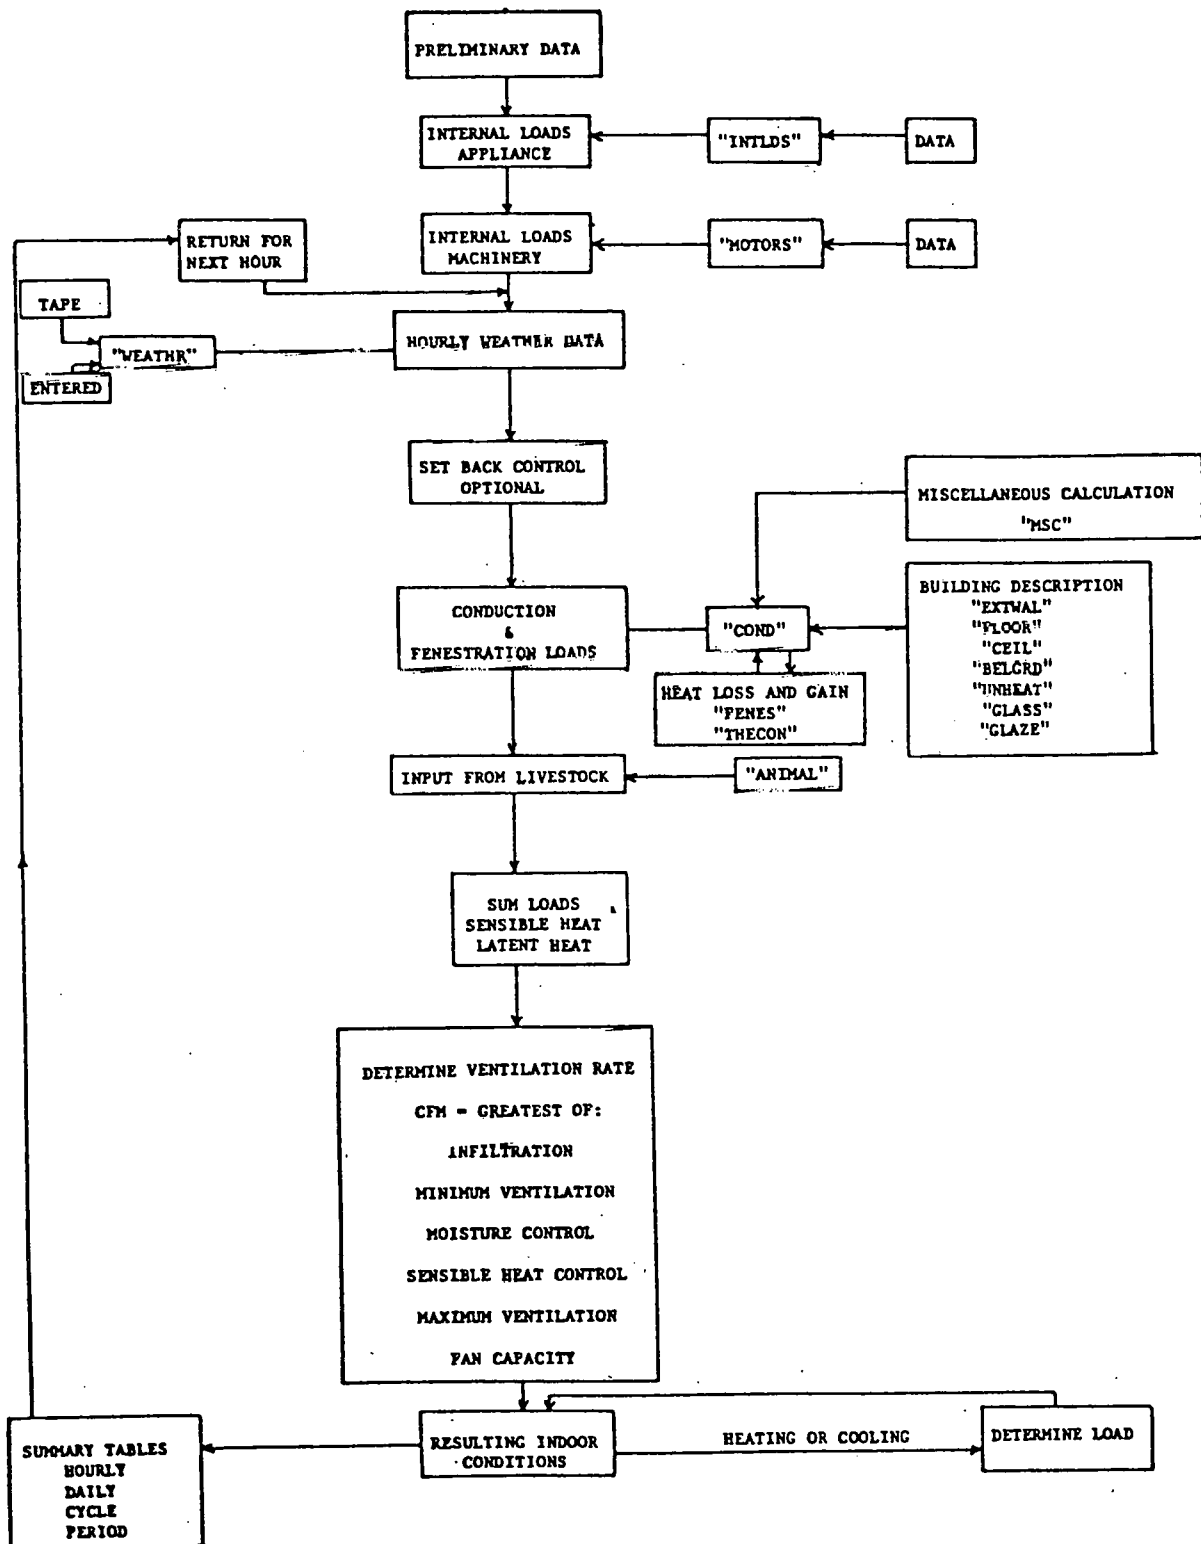 PRELIMINARY DATA
INTERNAL LOADS
APPLIANCE
"INTLDS"
DATA
INTERNAL LOADS
MACHINERY
"MOTORS"
DATA
RETURN FOR
NEXT HOUR
TAPE
"WEATHR"
ENTERED
HOURLY WEATHER DATA
SET BACK CONTROL
OPTIONAL
MISCELLANEOUS CALCULATION
"MSC"
CONDUCTION
&
FENESTRATION LOADS
"COND"
BUILDING DESCRIPTION
"EXTWAL"
"FLOOR"
"CEIL"
"BELGRD"
"UNHEAT"
"GLASS"
"GLAZE"
HEAT LOSS AND GAIN
"FENES"
"THECON"
INPUT FROM LIVESTOCK
"ANIMAL"
SUM LOADS
SENSIBLE HEAT
LATENT HEAT
DETERMINE VENTILATION RATE
CFM = GREATEST OF:
INFILTRATION
MINIMUM VENTILATION
MOISTURE CONTROL
SENSIBLE HEAT CONTROL
MAXIMUM VENTILATION
FAN CAPACITY
RESULTING INDOOR
CONDITIONS
HEATING OR COOLING
DETERMINE LOAD
SUMMARY TABLES
HOURLY
DAILY
CYCLE
PERIOD